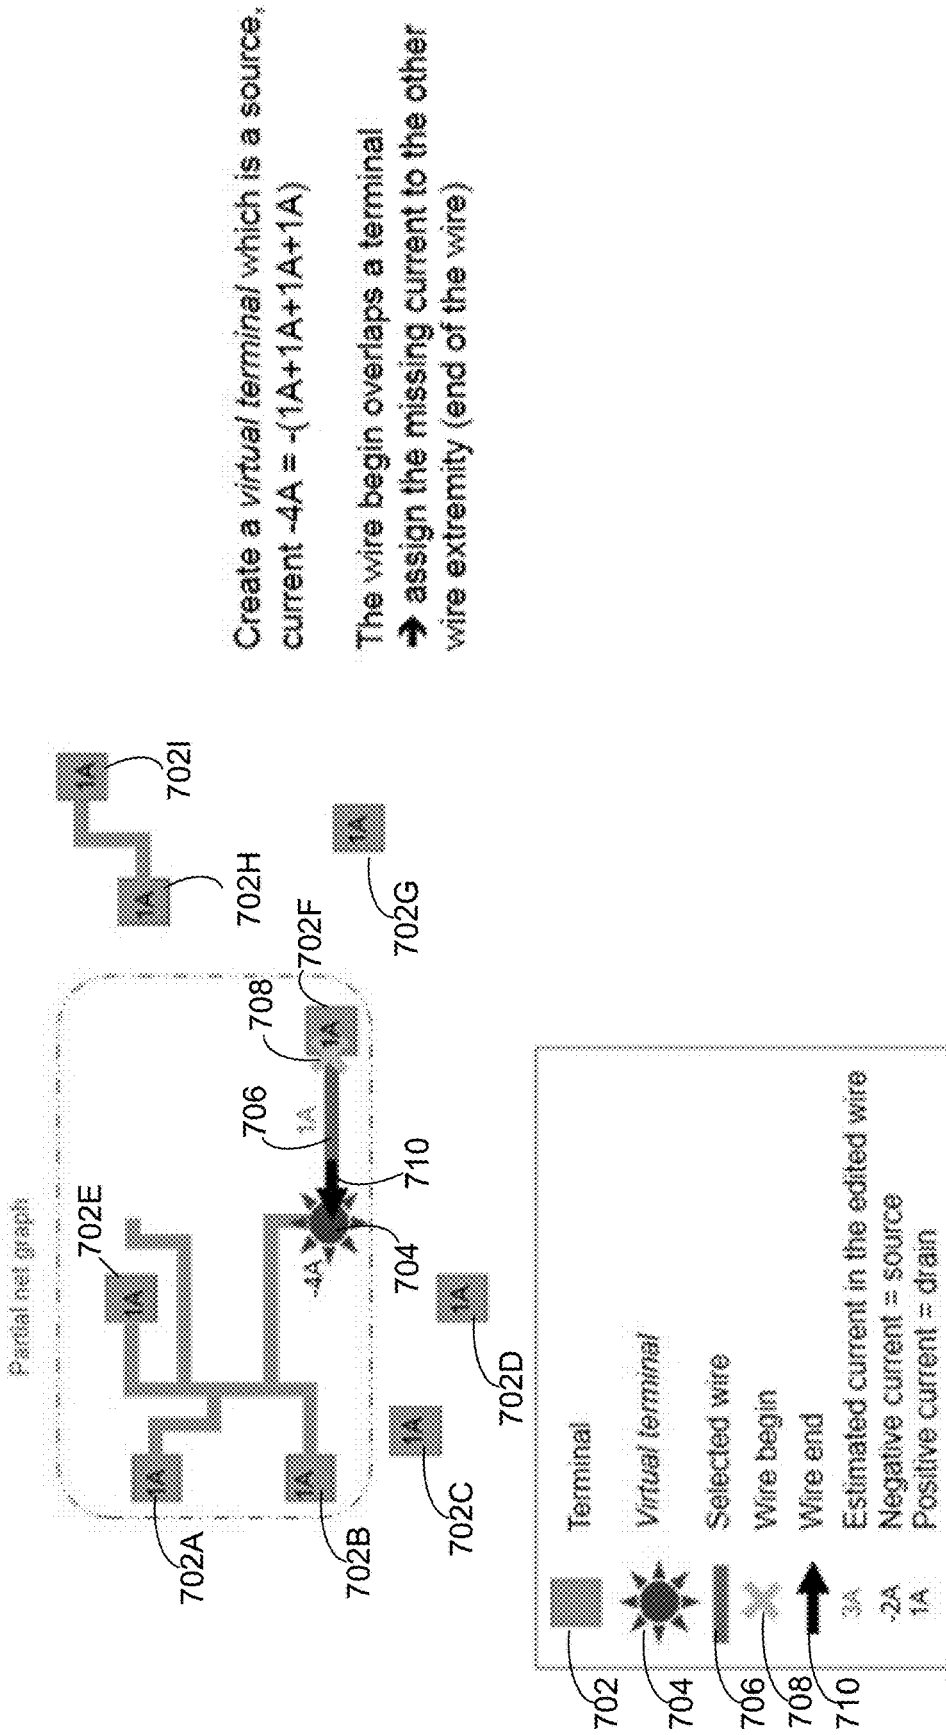 Partial net graph
702A
1A
702B
1A
702C
1A
702D
1A
702E
1A
-4A
704
710
706
1A
708
702F
1A
702G
1A
702H
1A
702I
1A
Create a virtual terminal which is a source,
current -4A = -(1A+1A+1A+1A)
The wire begin overlaps a terminal
➔ assign the missing current to the other
wire extremity (end of the wire)
702 Terminal
704 Virtual terminal
706 Selected wire
708 Wire begin
710 Wire end
3A Estimated current in the edited wire
-2A Negative current = source
1A Positive current = drain